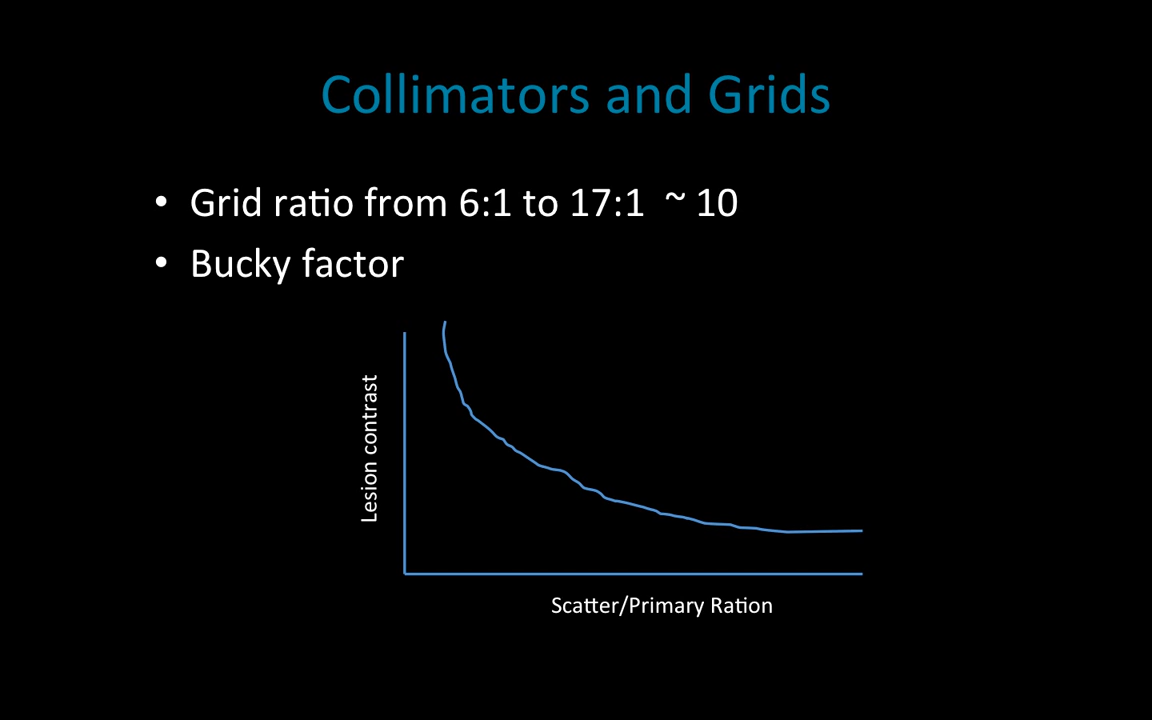 Collimators and Grids
• Grid ratio from 6:1 to 17:1 ~ 10
• Bucky factor
Lesion contrast
Scatter/Primary Ration